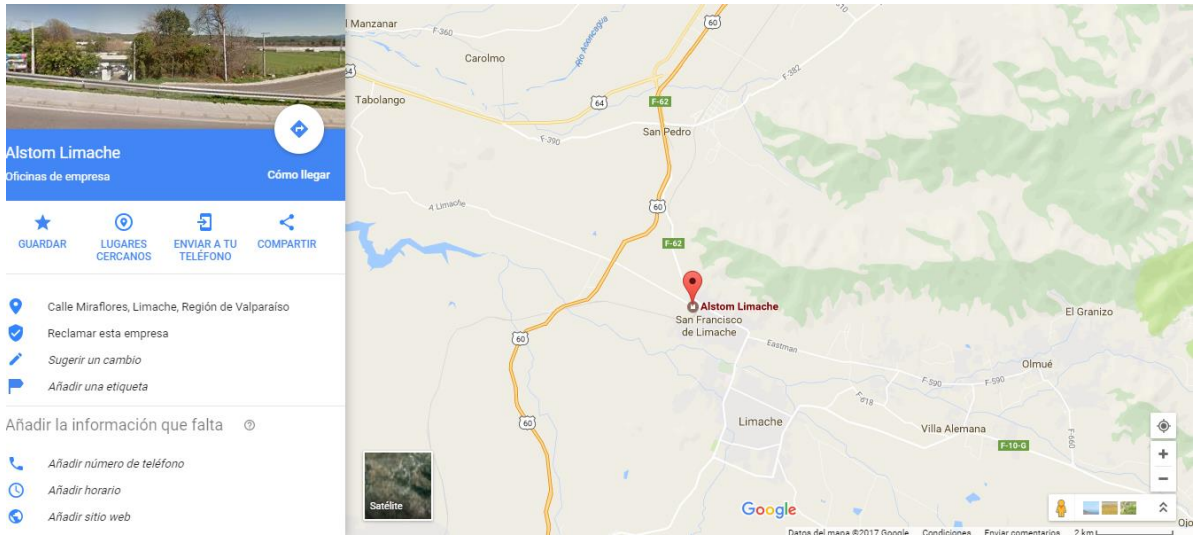 Alstom Limache
Oficinas de empresa
Cómo llegar
GUARDAR
LUGARES
CERCANOS
ENVIAR A TU
TELÉFONO
COMPARTIR
Calle Miraflores, Limache, Región de Valparaíso
Reclamar esta empresa
Sugerir un cambio
Añadir una etiqueta
Añadir la información que falta
Añadir número de teléfono
Añadir horario
Añadir sitio web
Satélite
l Manzanar
F-360
Río Aconcagua
60
Carolmo
F-382
64
Tabolango
64
F-62
San Pedro
F-390
A Limache
60
F-62
Alstom Limache
San Francisco
de Limache
El Granizo
60
Eastman
Olmué
F-590
F-590
60
Limache
Villa Alemana
F-660
F-10-G
Google
Datos del mapa ©2017 Google
Condiciones
Enviar comentarios
2 km
Ojo